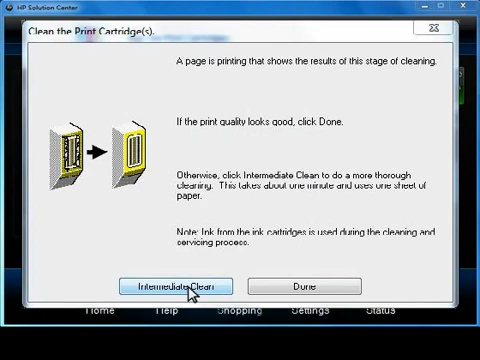 HP Solution Center
Clean the Print Cartridge(s).
A page is printing that shows the results of this stage of cleaning.
If the print quality looks good, click Done.
Otherwise, click Intermediate Clean to do a more thorough
cleaning. This takes about one minute and uses one sheet of
paper.
Note: Ink from the ink cartridges is used during the cleaning and
servicing process.
Intermediate Clean
Done
Home
Help
Shopping
Settings
Status